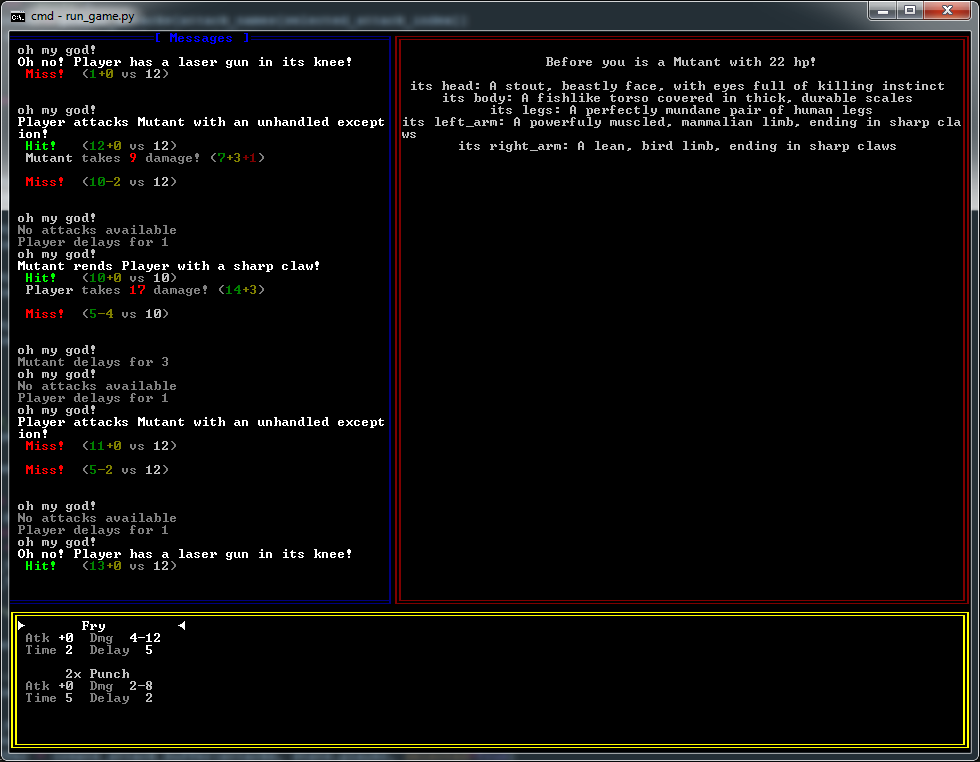 cmd - run_game.py
[ Messages ]
oh my god!
Oh no! Player has a laser gun in its knee!
Miss! (1+0 vs 12)
oh my god!
Player attacks Mutant with an unhandled except
ion!
Hit! (12+0 vs 12)
Mutant takes 9 damage! (7+3+1)
Miss! (10-2 vs 12)
oh my god!
No attacks available
Player delays for 1
oh my god!
Mutant rends Player with a sharp claw!
Hit! (10+0 vs 10)
Player takes 17 damage! (14+3)
Miss! (5-4 vs 10)
oh my god!
Mutant delays for 3
oh my god!
No attacks available
Player delays for 1
oh my god!
Player attacks Mutant with an unhandled except
ion!
Miss! (11+0 vs 12)
Miss! (5-2 vs 12)
oh my god!
No attacks available
Player delays for 1
oh my god!
Oh no! Player has a laser gun in its knee!
Hit! (13+0 vs 12)
Before you is a Mutant with 22 hp!
its head: A stout, beastly face, with eyes full of killing instinct
its body: A fishlike torso covered in thick, durable scales
its legs: A perfectly mundane pair of human legs
its left_arm: A powerfuly muscled, mammalian limb, ending in sharp cla
ws
its right_arm: A lean, bird limb, ending in sharp claws
Fry
Atk +0 Dmg 4-12
Time 2 Delay 5
2x Punch
Atk +0 Dmg 2-8
Time 5 Delay 2